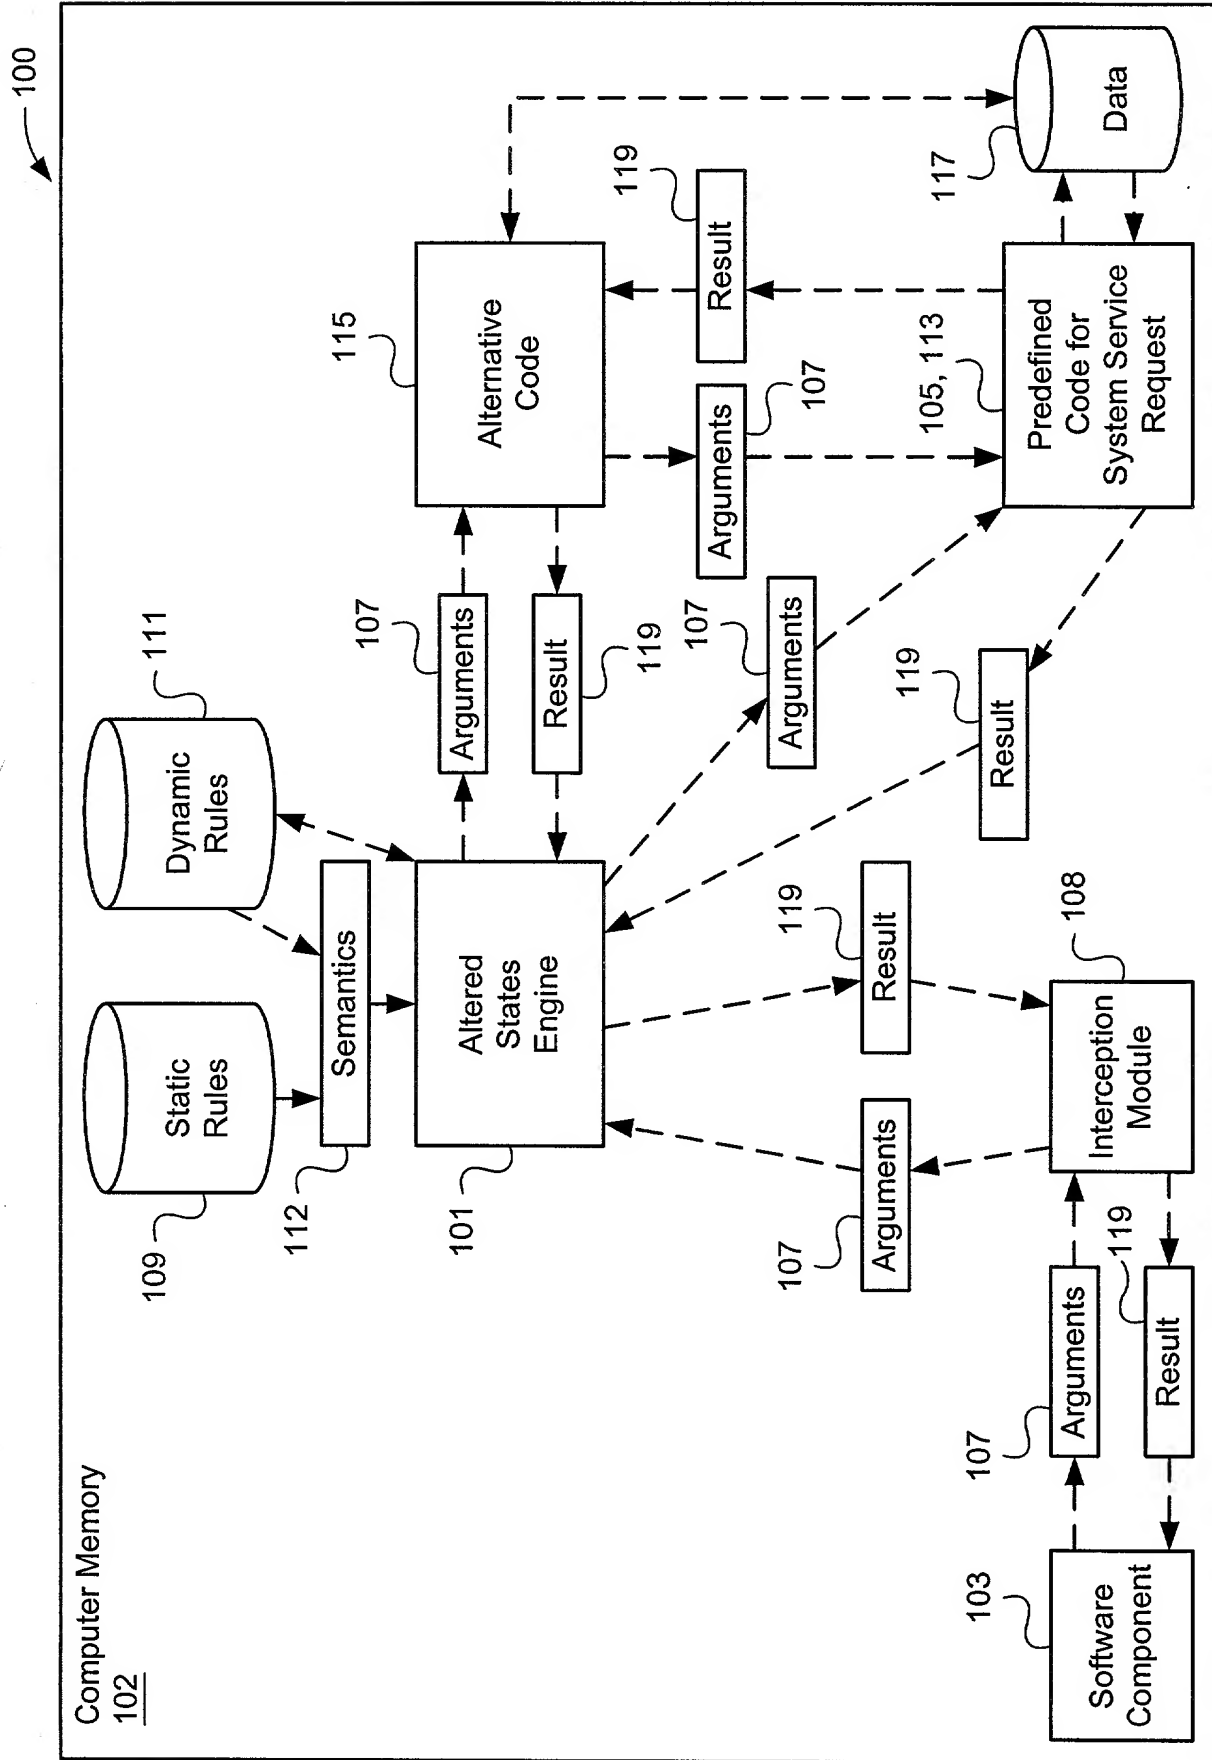 100
Computer Memory
102
Static
Rules
109
Dynamic
Rules
111
Semantics
112
Altered
States
Engine
101
107
Arguments
Result
119
115
Alternative
Code
107
Arguments
119
Result
107
Arguments
119
Result
107
Arguments
119
Result
117
Data
105, 113
Predefined
Code for
System Service
Request
108
Interception
Module
107
Arguments
119
Result
103
Software
Component